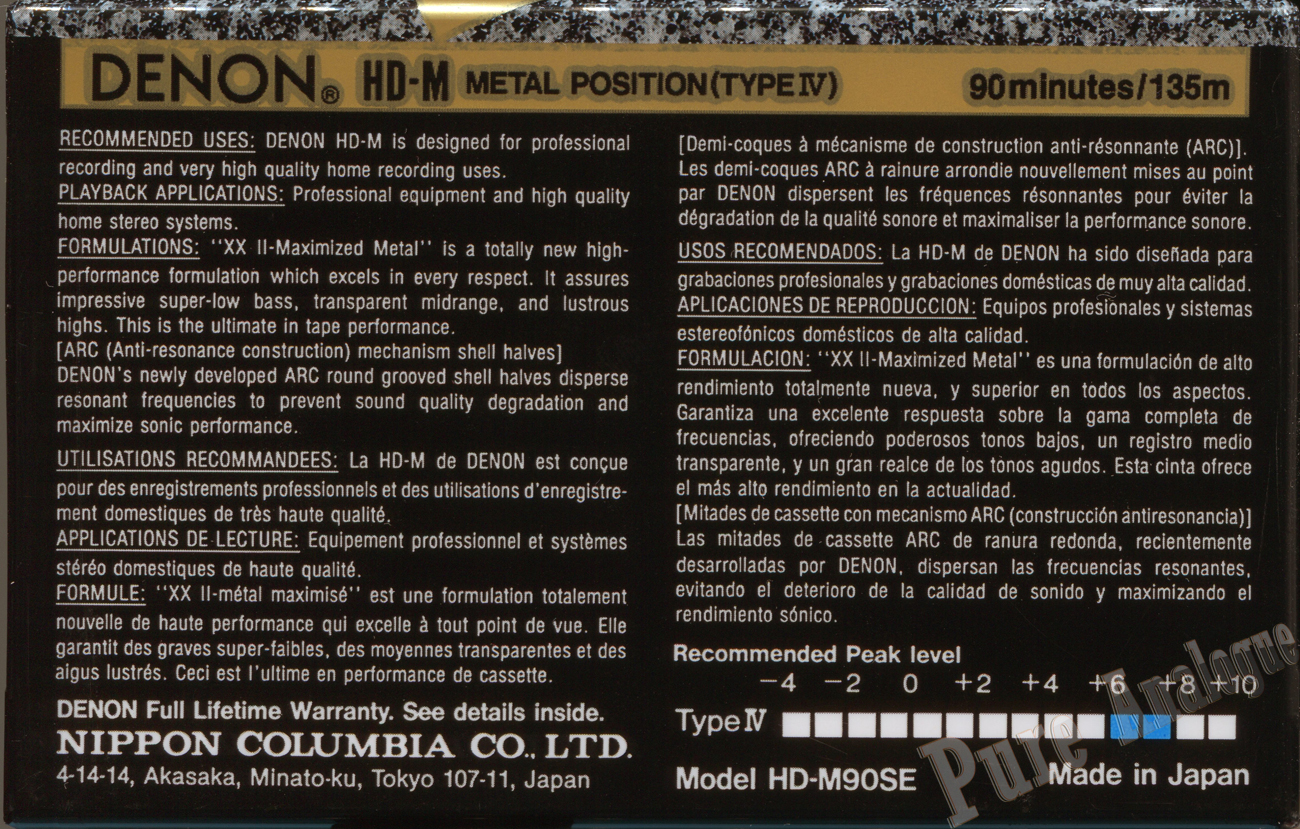 DENON® HD-M METAL POSITION(TYPE IV) 90minutes/135m
RECOMMENDED USES: DENON HD-M is designed for professional
recording and very high quality home recording uses.
PLAYBACK APPLICATIONS: Professional equipment and high quality
home stereo systems.
FORMULATIONS: "XX II-Maximized Metal" is a totally new high-
performance formulation which excels in every respect. It assures
impressive super-low bass, transparent midrange, and lustrous
highs. This is the ultimate in tape performance.
[ARC (Anti-resonance construction) mechanism shell halves]
DENON's newly developed ARC round grooved shell halves disperse
resonant frequencies to prevent sound quality degradation and
maximize sonic performance.
UTILISATIONS RECOMMANDEES: La HD-M de DENON est conçue
pour des enregistrements professionnels et des utilisations d'enregistre-
ment domestiques de très haute qualité.
APPLICATIONS DE LECTURE: Equipement professionnel et systèmes
stéréo domestiques de haute qualité.
FORMULE: "XX II-métal maximisé" est une formulation totalement
nouvelle de haute performance qui excelle à tout point de vue. Elle
garantit des graves super-faibles, des moyennes transparentes et des
aigus lustrés. Ceci est l'ultime en performance de cassette.
DENON Full Lifetime Warranty. See details inside.
NIPPON COLUMBIA CO., LTD.
4-14-14, Akasaka, Minato-ku, Tokyo 107-11, Japan
[Demi-coques à mécanisme de construction anti-résonnante (ARC)].
Les demi-coques ARC à rainure arrondie nouvellement mises au point
par DENON dispersent les fréquences résonnantes pour éviter la
dégradation de la qualité sonore et maximaliser la performance sonore.
USOS RECOMENDADOS: La HD-M de DENON ha sido diseñada para
grabaciones profesionales y grabaciones domésticas de muy alta calidad.
APLICACIONES DE REPRODUCCION: Equipos profesionales y sistemas
estereofónicos domésticos de alta calidad.
FORMULACION: "XX II-Maximized Metal" es una formulación de alto
rendimiento totalmente nueva, y superior en todos los aspectos.
Garantiza una excelente respuesta sobre la gama completa de
frecuencias, ofreciendo poderosos tonos bajos, un registro medio
transparente, y un gran realce de los tonos agudos. Esta cinta ofrece
el más alto rendimiento en la actualidad.
[Mitades de cassette con mecanismo ARC (construcción antiresonancia)]
Las mitades de cassette ARC de ranura redonda, recientemente
desarrolladas por DENON, dispersan las frecuencias resonantes,
evitando el deterioro de la calidad de sonido y maximizando el
rendimiento sónico.
Recommended Peak level
−4 −2 0 +2 +4 +6 +8 +10
Type IV
Model HD-M90SE Made in Japan
Pure Analogue